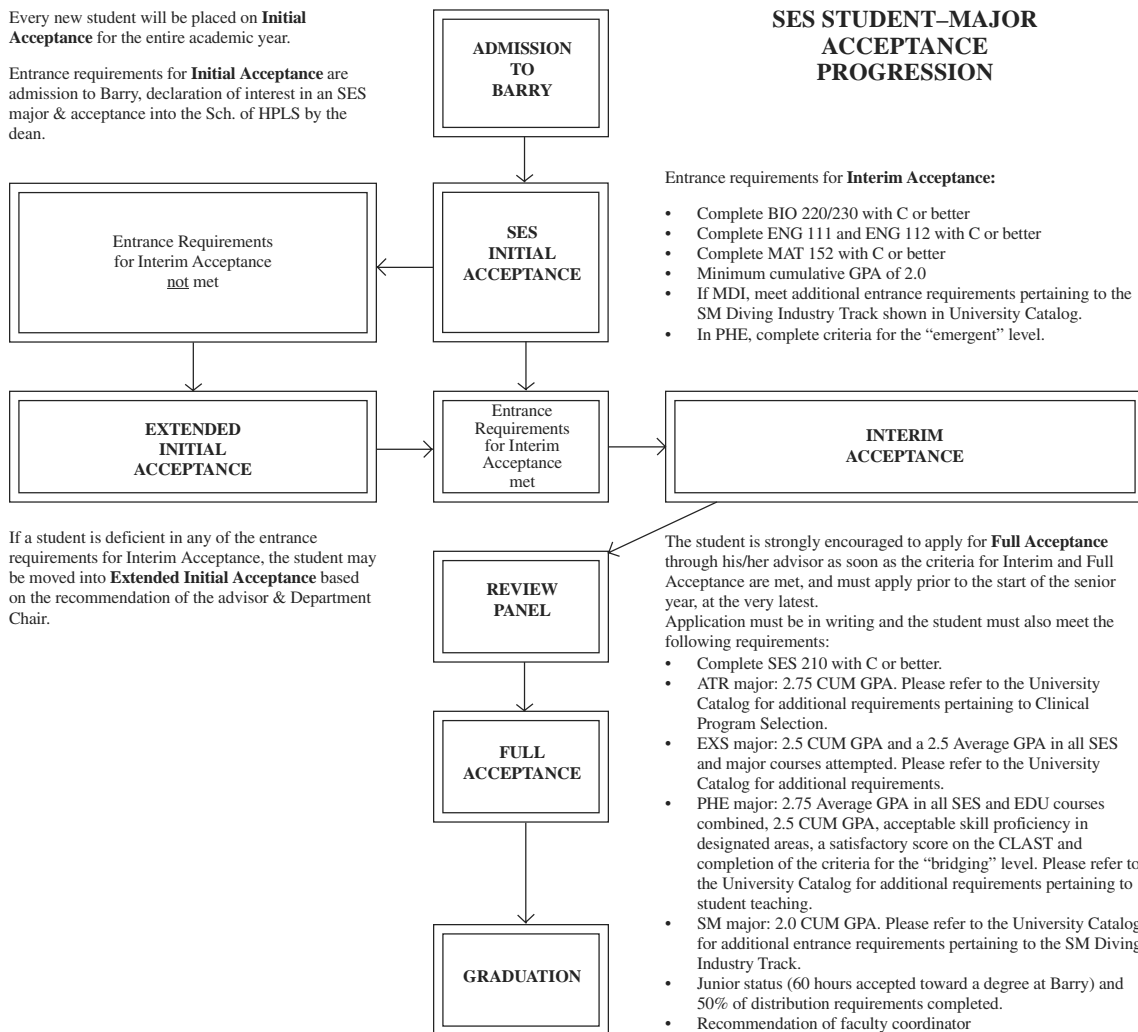 Every new student will be placed on Initial
Acceptance for the entire academic year.
Entrance requirements for Initial Acceptance are
admission to Barry, declaration of interest in an SES
major & acceptance into the Sch. of HPLS by the
dean.
ADMISSION
TO
BARRY
SES STUDENT–MAJOR
ACCEPTANCE
PROGRESSION
Entrance Requirements
for Interim Acceptance
not met
SES
INITIAL
ACCEPTANCE
Entrance requirements for Interim Acceptance:
• Complete BIO 220/230 with C or better
• Complete ENG 111 and ENG 112 with C or better
• Complete MAT 152 with C or better
• Minimum cumulative GPA of 2.0
• If MDI, meet additional entrance requirements pertaining to the
SM Diving Industry Track shown in University Catalog.
• In PHE, complete criteria for the “emergent” level.
EXTENDED
INITIAL
ACCEPTANCE
Entrance
Requirements
for Interim
Acceptance
met
INTERIM
ACCEPTANCE
If a student is deficient in any of the entrance
requirements for Interim Acceptance, the student may
be moved into Extended Initial Acceptance based
on the recommendation of the advisor & Department
Chair.
REVIEW
PANEL
FULL
ACCEPTANCE
GRADUATION
The student is strongly encouraged to apply for Full Acceptance
through his/her advisor as soon as the criteria for Interim and Full
Acceptance are met, and must apply prior to the start of the senior
year, at the very latest.
Application must be in writing and the student must also meet the
following requirements:
• Complete SES 210 with C or better.
• ATR major: 2.75 CUM GPA. Please refer to the University
Catalog for additional requirements pertaining to Clinical
Program Selection.
• EXS major: 2.5 CUM GPA and a 2.5 Average GPA in all SES
and major courses attempted. Please refer to the University
Catalog for additional requirements.
• PHE major: 2.75 Average GPA in all SES and EDU courses
combined, 2.5 CUM GPA, acceptable skill proficiency in
designated areas, a satisfactory score on the CLAST and
completion of the criteria for the “bridging” level. Please refer to
the University Catalog for additional requirements pertaining to
student teaching.
• SM major: 2.0 CUM GPA. Please refer to the University Catalog
for additional entrance requirements pertaining to the SM Diving
Industry Track.
• Junior status (60 hours accepted toward a degree at Barry) and
50% of distribution requirements completed.
• Recommendation of faculty coordinator